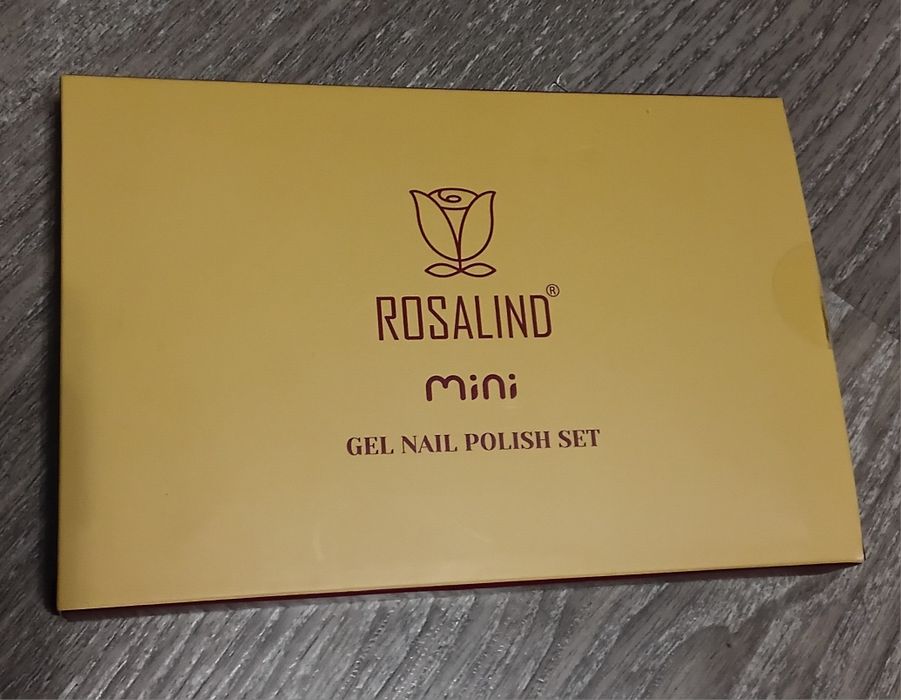 ROSALIND®
mini
GEL NAIL POLISH SET